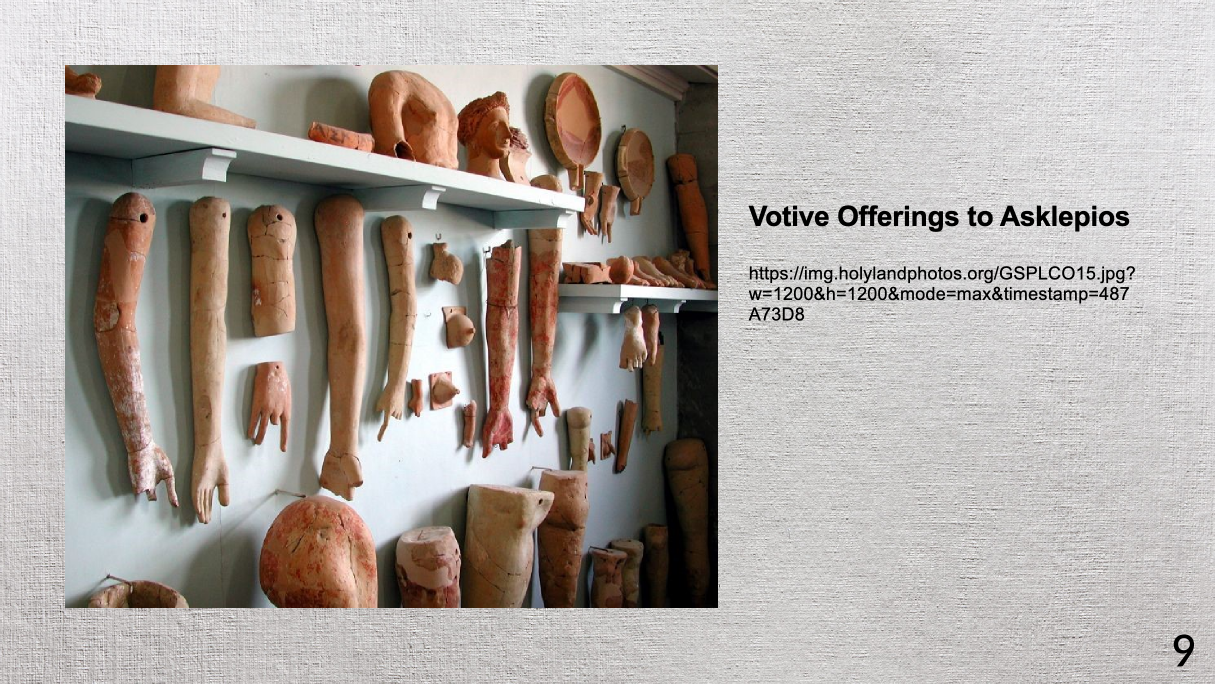 Votive Offerings to Asklepios
https://img.holylandphotos.org/GSPLCO15.jpg?
w=1200&h=1200&mode=max&timestamp=487
A73D8
9